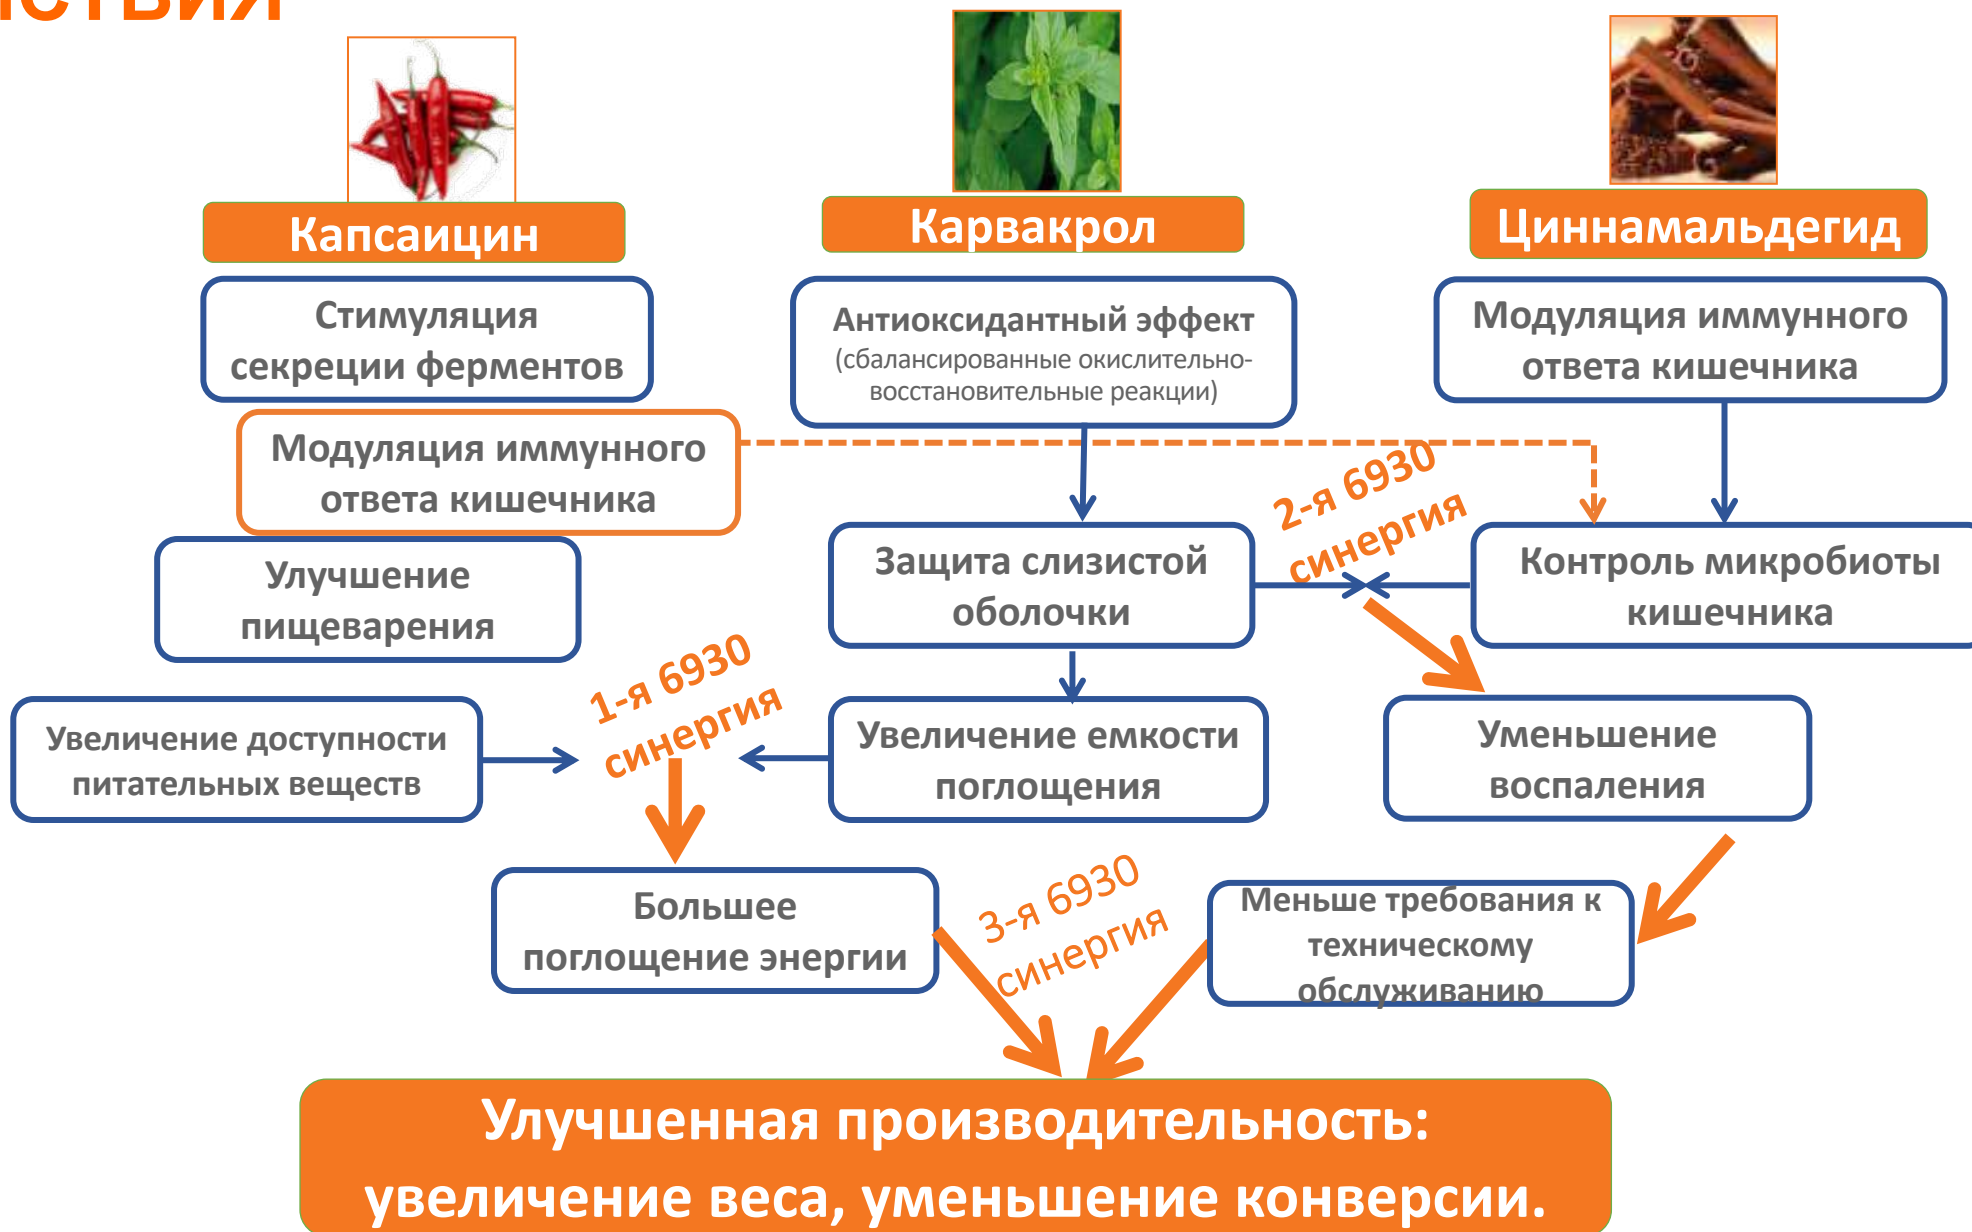 Капсаицин
Карвакрол
Циннамальдегид
Стимуляция
секреции ферментов
Антиоксидантный эффект
(сбалансированные окислительно-
восстановительные реакции)
Модуляция иммунного
ответа кишечника
Модуляция иммунного
ответа кишечника
2-я 6930
синергия
Улучшение
пищеварения
Защита слизистой
оболочки
Контроль микробиоты
кишечника
1-я 6930
синергия
Увеличение доступности
питательных веществ
Увеличение емкости
поглощения
Уменьшение
воспаления
Большее
поглощение энергии
3-я 6930
синергия
Меньше требования к
техническому
обслуживанию
Улучшенная производительность:
увеличение веса, уменьшение конверсии.